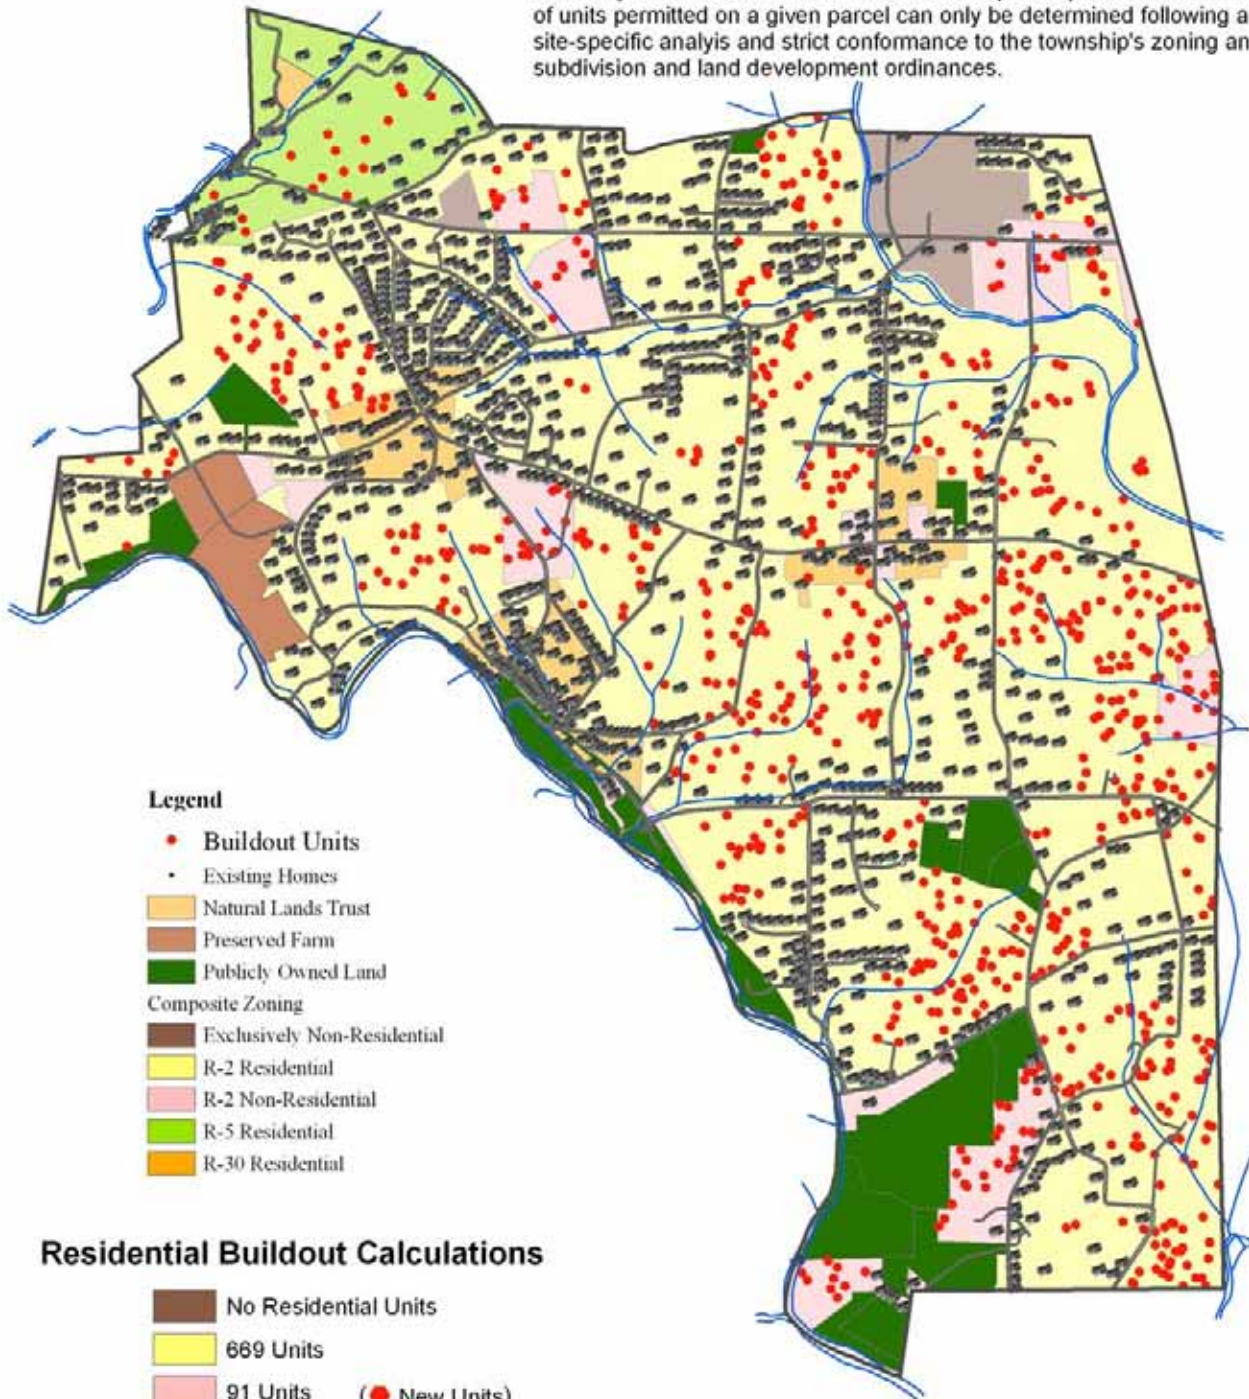 of units permitted on a given parcel can only be determined following a
site-specific analyis and strict conformance to the township's zoning an
subdivision and land development ordinances.
Legend
Buildout Units
Existing Homes
Natural Lands Trust
Preserved Farm
Publicly Owned Land
Composite Zoning
Exclusively Non-Residential
R-2 Residential
R-2 Non-Residential
R-5 Residential
R-30 Residential
Residential Buildout Calculations
No Residential Units
669 Units
91 Units ( New Units)